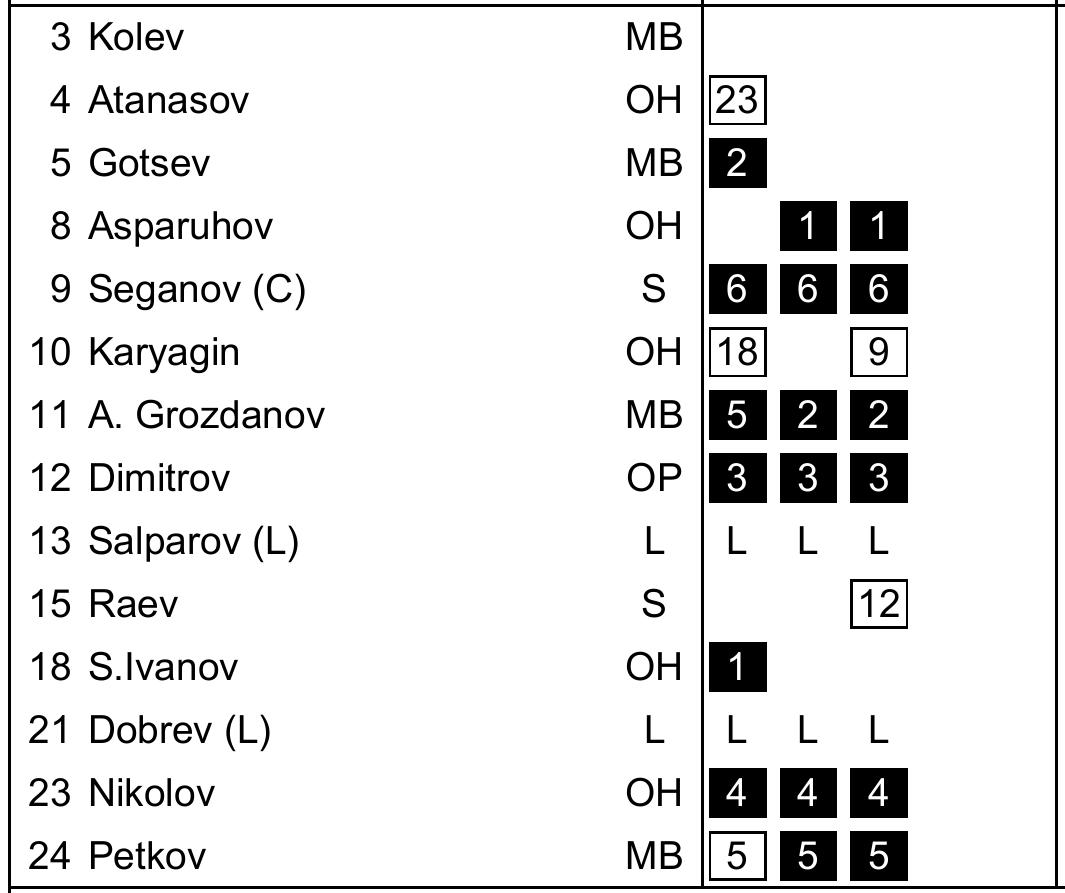 3 Kolev MB
4 Atanasov OH 23
5 Gotsev MB 2
8 Asparuhov OH 1 1
9 Seganov (C) S 6 6 6
10 Karyagin OH 18 9
11 A. Grozdanov MB 5 2 2
12 Dimitrov OP 3 3 3
13 Salparov (L) L L L L
15 Raev S 12
18 S.Ivanov OH 1
21 Dobrev (L) L L L L
23 Nikolov OH 4 4 4
24 Petkov MB 5 5 5